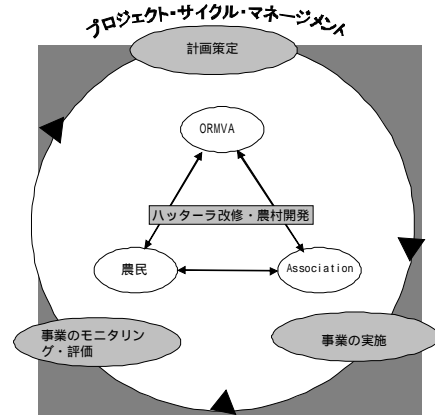 プロジェクト・サイクル・マネージメント
計画策定
ORMVA
ハッターラ改修・農村開発
農民
Association
事業のモニタリン
グ・評価
事業の実施